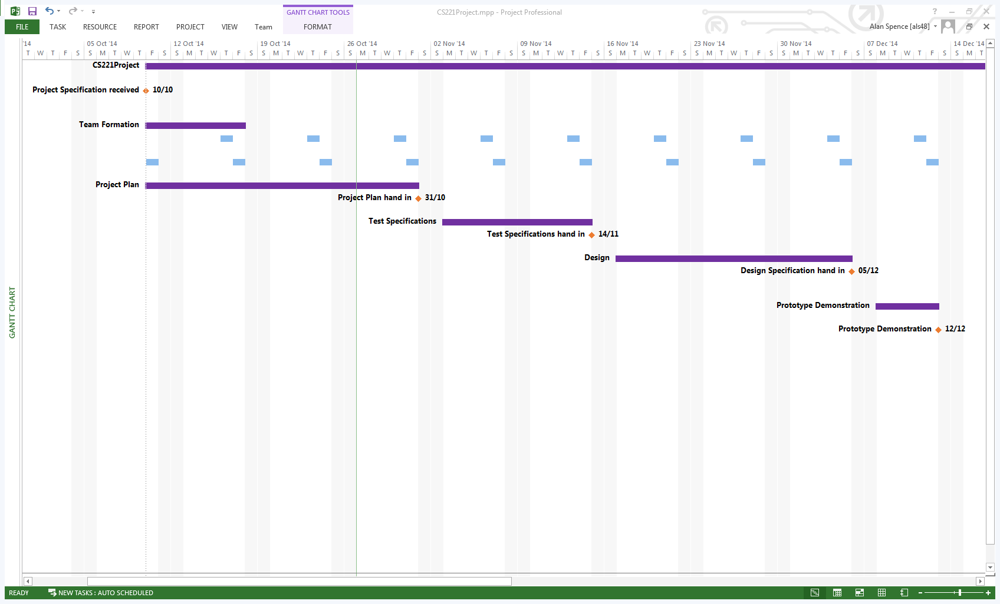 GANTT CHART TOOLS
CS221Project.mpp - Project Professional
?
FILE TASK RESOURCE REPORT PROJECT VIEW Team FORMAT
Alan Spence [als48]
'14 05 Oct '14 12 Oct '14 19 Oct '14 26 Oct '14 02 Nov '14 09 Nov '14 16 Nov '14 23 Nov '14 30 Nov '14 07 Dec '14 14 Dec '14
T W T F S S M T W T F S S M T W T F S S M T W T F S S M T W T F S S M T W T F S S M T W T F S S M T W T F S S M T W T F S S M T W T F S S M T W T F S S M T
CS221Project
Project Specification received 10/10
Team Formation
Project Plan
Project Plan hand in 31/10
Test Specifications
Test Specifications hand in 14/11
Design
Design Specification hand in 05/12
Prototype Demonstration
Prototype Demonstration 12/12
GANTT CHART
READY NEW TASKS : AUTO SCHEDULED